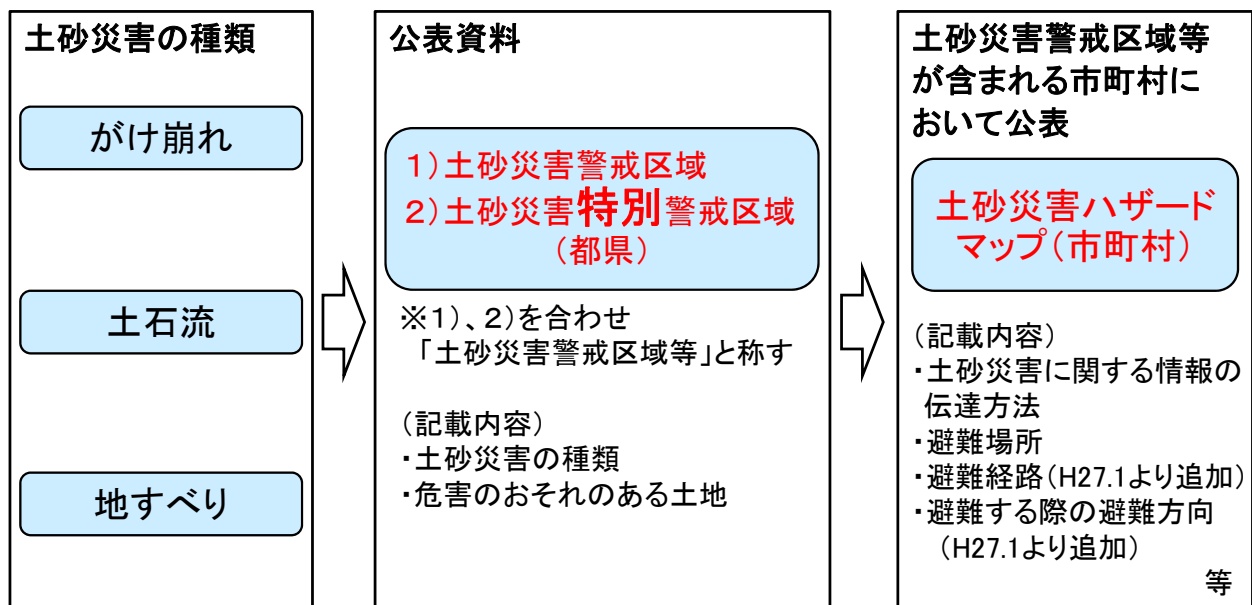 土砂災害の種類
がけ崩れ
土石流
地すべり
公表資料
1)土砂災害警戒区域
2)土砂災害特別警戒区域
(都県)
※1)、2)を合わせ
「土砂災害警戒区域等」と称す
(記載内容)
・土砂災害の種類
・危害のおそれのある土地
土砂災害警戒区域等
が含まれる市町村に
おいて公表
土砂災害ハザード
マップ(市町村)
(記載内容)
・土砂災害に関する情報の
伝達方法
・避難場所
・避難経路(H27.1より追加)
・避難する際の避難方向
(H27.1より追加)
等